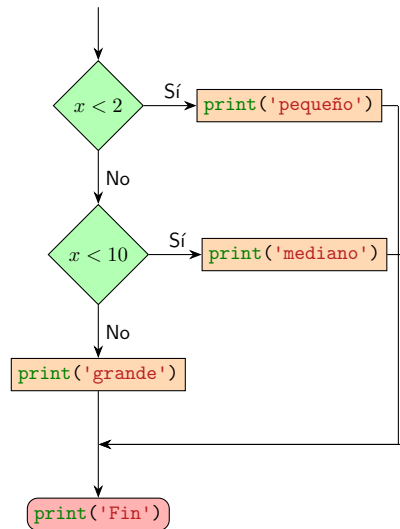 x < 2
Sí
print('pequeño')
No
x < 10
Sí
print('mediano')
No
print('grande')
print('Fin')